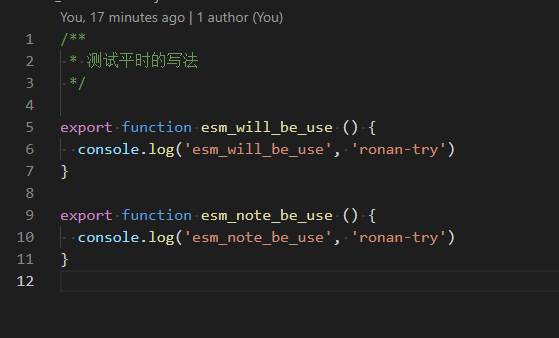 You, 17 minutes ago | 1 author (You)
1 /**
2  * 测试平时的写法
3  */
4
5 export function esm_will_be_use () {
6   console.log('esm_will_be_use', 'ronan-try')
7 }
8
9 export function esm_note_be_use () {
10   console.log('esm_note_be_use', 'ronan-try')
11 }
12